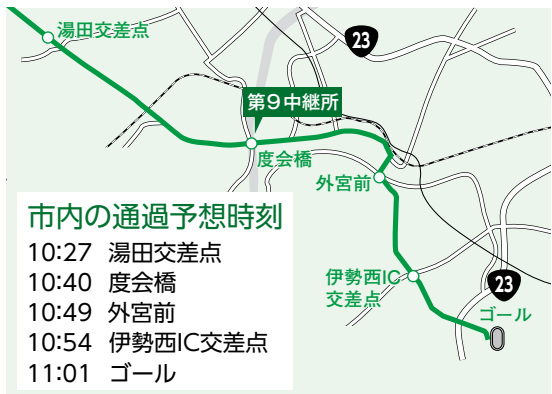 湯田交差点
23
第9中継所
度会橋
外宮前
伊勢西IC
交差点
23
ゴール
市内の通過予想時刻
10:27 湯田交差点
10:40 度会橋
10:49 外宮前
10:54 伊勢西IC交差点
11:01 ゴール